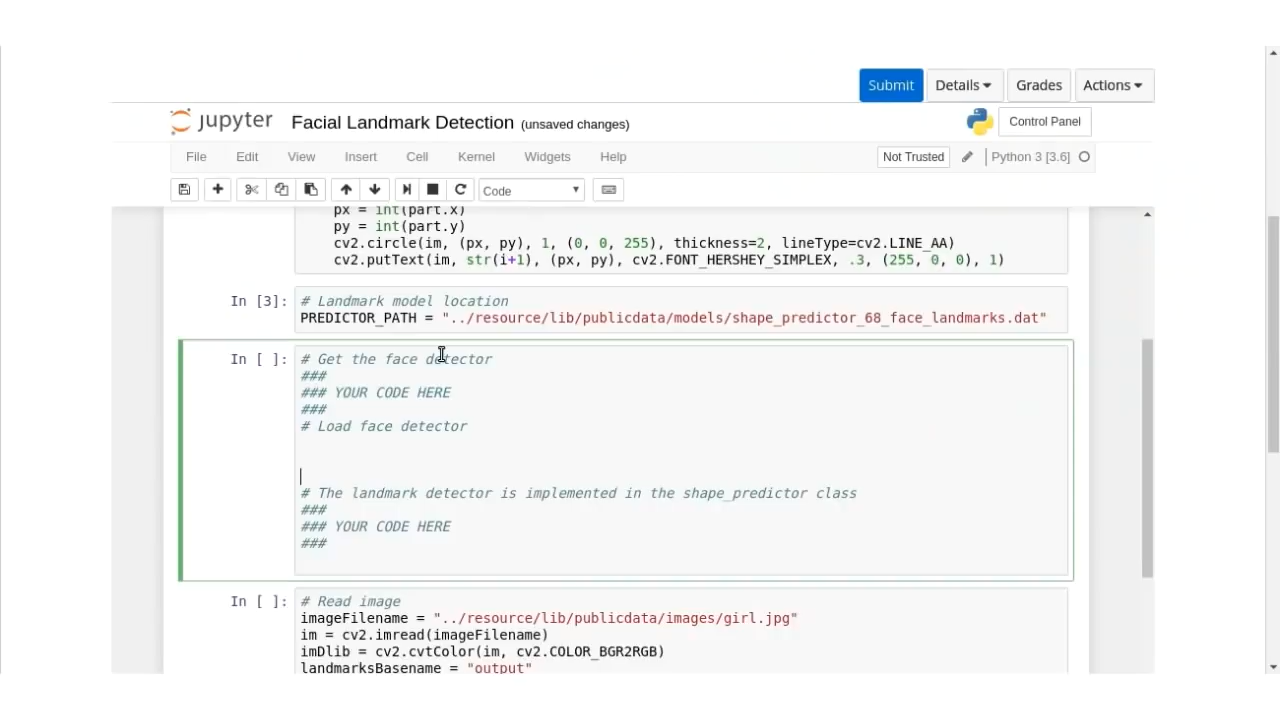 Submit Details Grades Actions
jupyter Facial Landmark Detection (unsaved changes) Control Panel
File Edit View Insert Cell Kernel Widgets Help Not Trusted Python 3 [3.6]
Code
px = int(part.x)
py = int(part.y)
cv2.circle(im, (px, py), 1, (0, 0, 255), thickness=2, lineType=cv2.LINE_AA)
cv2.putText(im, str(i+1), (px, py), cv2.FONT_HERSHEY_SIMPLEX, .3, (255, 0, 0), 1)
In [3]: # Landmark model location
PREDICTOR_PATH = "../resource/lib/publicdata/models/shape_predictor_68_face_landmarks.dat"
In [ ]: # Get the face detector
###
### YOUR CODE HERE
###
# Load face detector
# The landmark detector is implemented in the shape_predictor class
###
### YOUR CODE HERE
###
In [ ]: # Read image
imageFilename = "../resource/lib/publicdata/images/girl.jpg"
im = cv2.imread(imageFilename)
imDlib = cv2.cvtColor(im, cv2.COLOR_BGR2RGB)
landmarksBasename = "output"